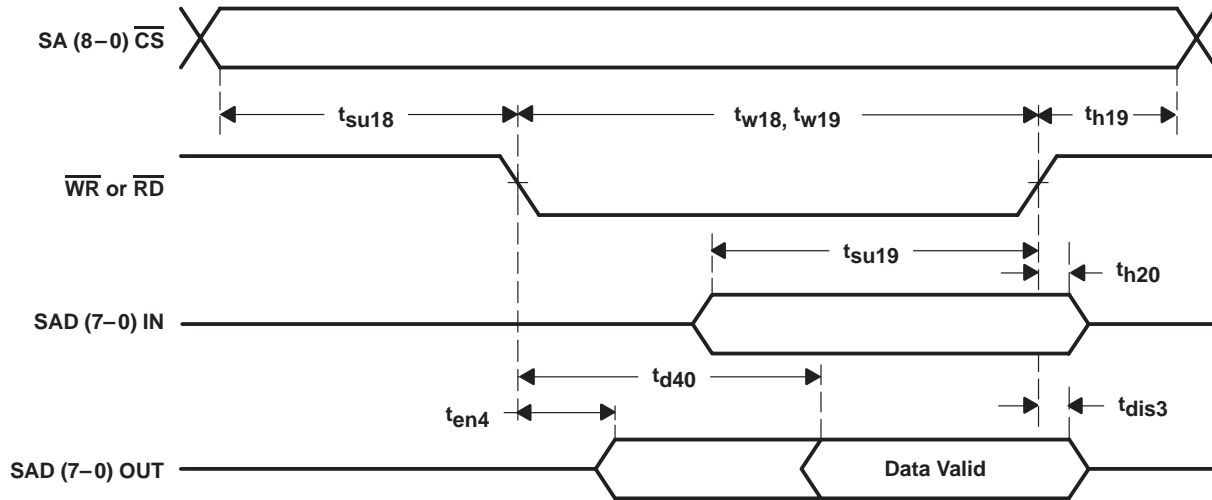 SA (8–0) CS
tsu18
tw18, tw19
th19
WR or RD
tsu19
th20
SAD (7–0) IN
td40
ten4
tdis3
SAD (7–0) OUT
Data Valid